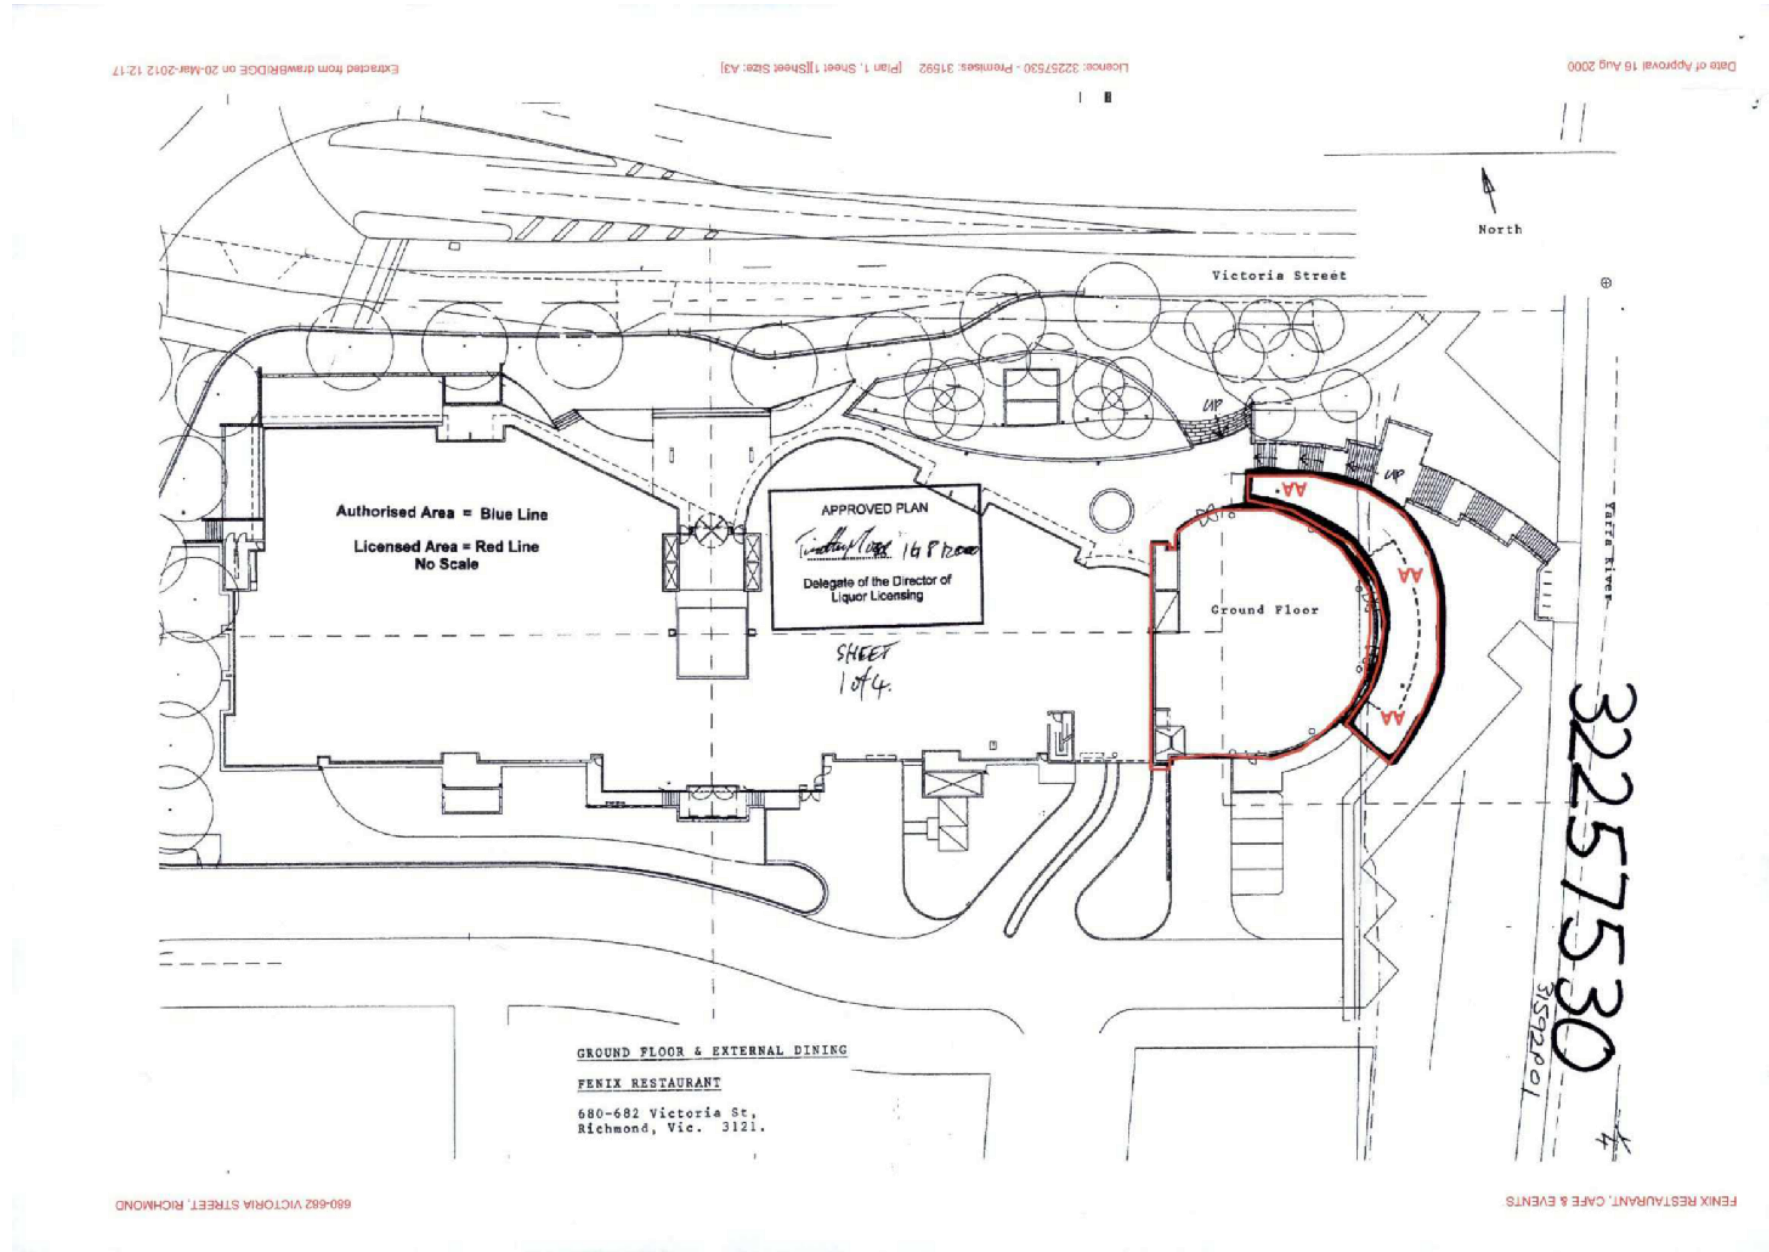 Extracted from drawBRIDGE on 20-Mar-2012 12:17
Licence: 32257530 - Premises: 31592 [Plan 1, Sheet 1][Sheet Size: A3]
Date of Approval 16 Aug 2000
North
Victoria Street
UP
UP
Authorised Area = Blue Line
Licensed Area = Red Line
No Scale
APPROVED PLAN
16 8 2000
Delegate of the Director of
Liquor Licensing
SHEET
1 of 4.
AA
AA
AA
Ground Floor
Yarra River
32257530
31592P01
1/4
GROUND FLOOR & EXTERNAL DINING
FENIX RESTAURANT
680-682 Victoria St,
Richmond, Vic. 3121.
680-682 VICTORIA STREET, RICHMOND
FENIX RESTAURANT, CAFE & EVENTS